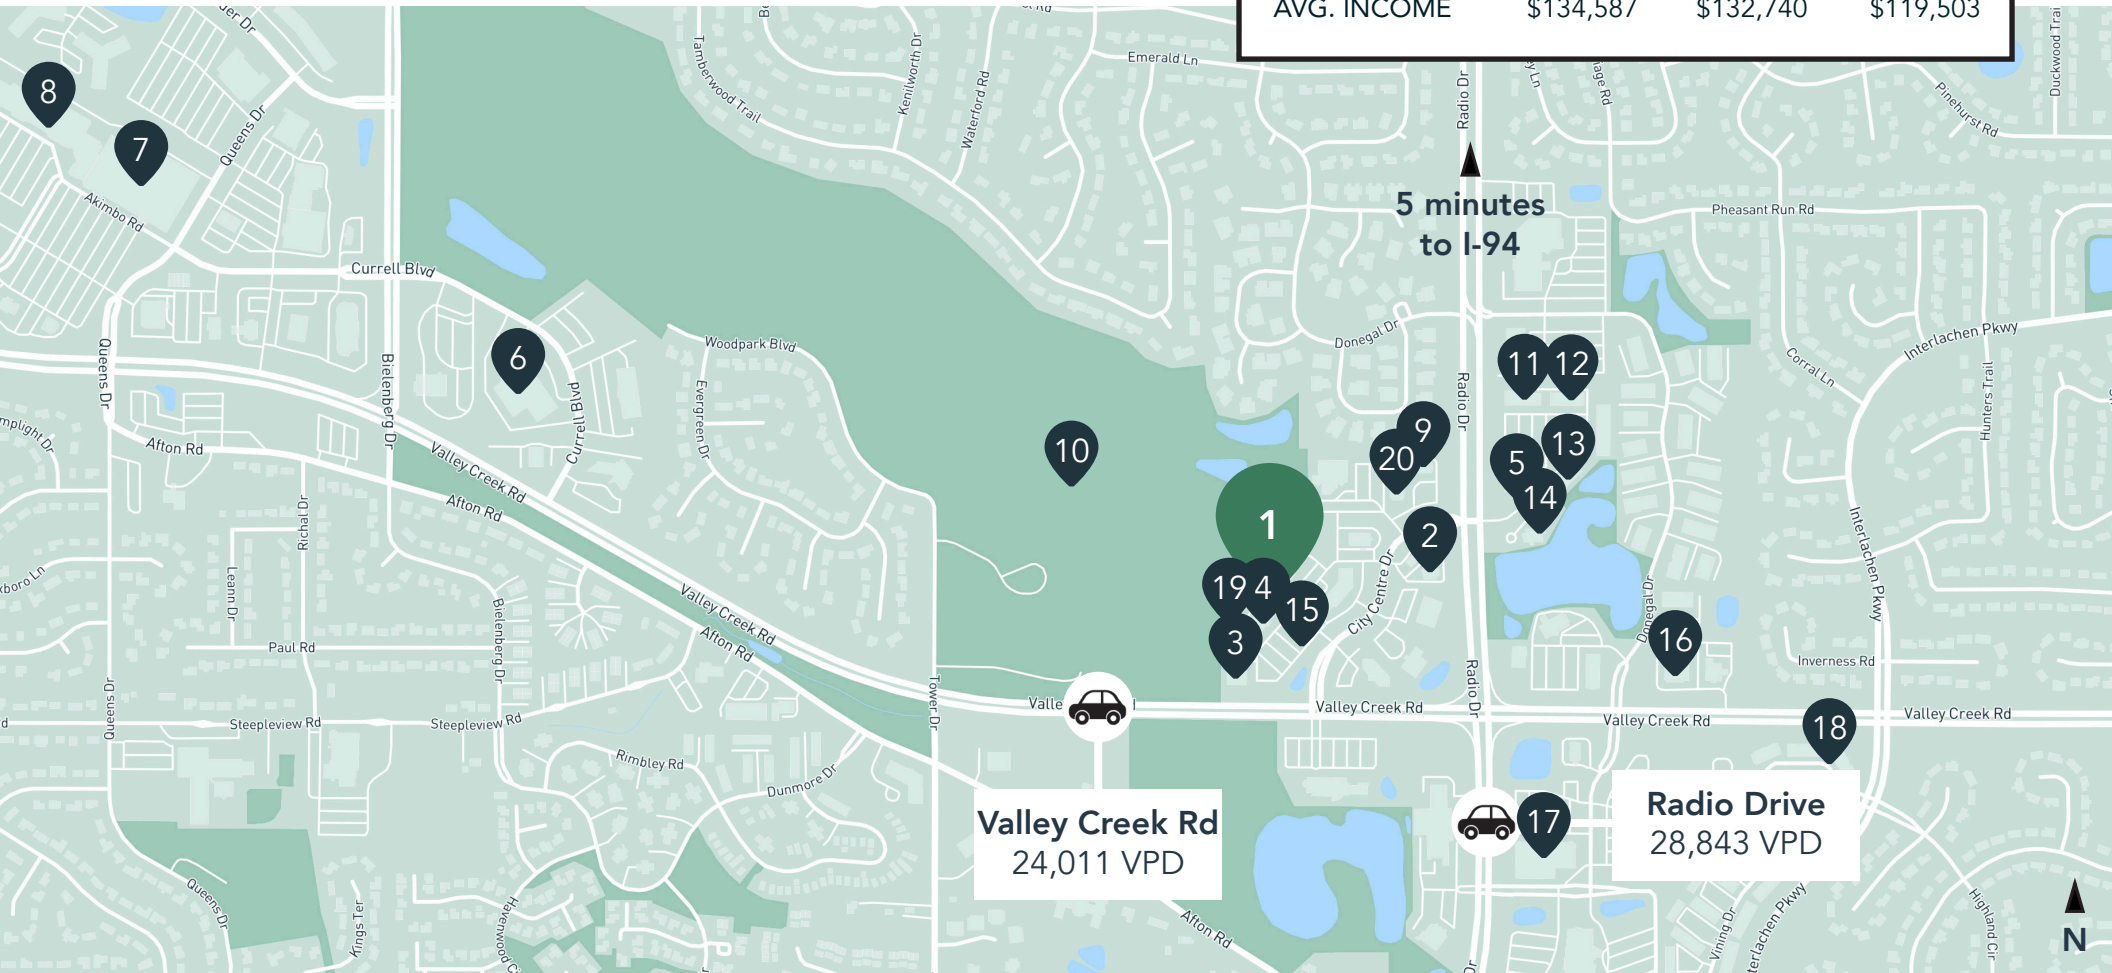 AVG. INCOME $134,587 $132,740 $119,503
Emerald Ln
Tamberwood Trail
Kenilworth Dr
Waterford Rd
Radio Dr
Pinehurst Rd
Duckwood Trai
8
7
Queens Dr
Akimbo Rd
5 minutes
to I-94
Pheasant Run Rd
Currell Blvd
Donegal Dr
Interlachen Pkwy
Woodpark Blvd
Queens Dr
Bielenberg Dr
6
Currell Blvd
Evergreen Dr
Radio Dr
11
12
Corral Ln
Hunters Trail
10
9
20
5
13
14
Afton Rd
Valley Creek Rd
Afton Rd
Richal Dr
1
2
Interlachen Pkwy
19
4
15
3
City Centre Dr
Donegal Dr
16
Leann Dr
Bielenberg Dr
Paul Rd
Valley Creek Rd
Afton Rd
Inverness Rd
Queens Dr
Steepleview Rd
Steepleview Rd
Tower Dr
Valle
Valley Creek Rd
Radio Dr
Valley Creek Rd
18
Valley Creek Rd
Rimbley Rd
Dunmore Dr
Valley Creek Rd
24,011 VPD
17
Radio Drive
28,843 VPD
Queens Dr
Kings Ter
Afton Rd
Vining Dr
Highland Cir
N